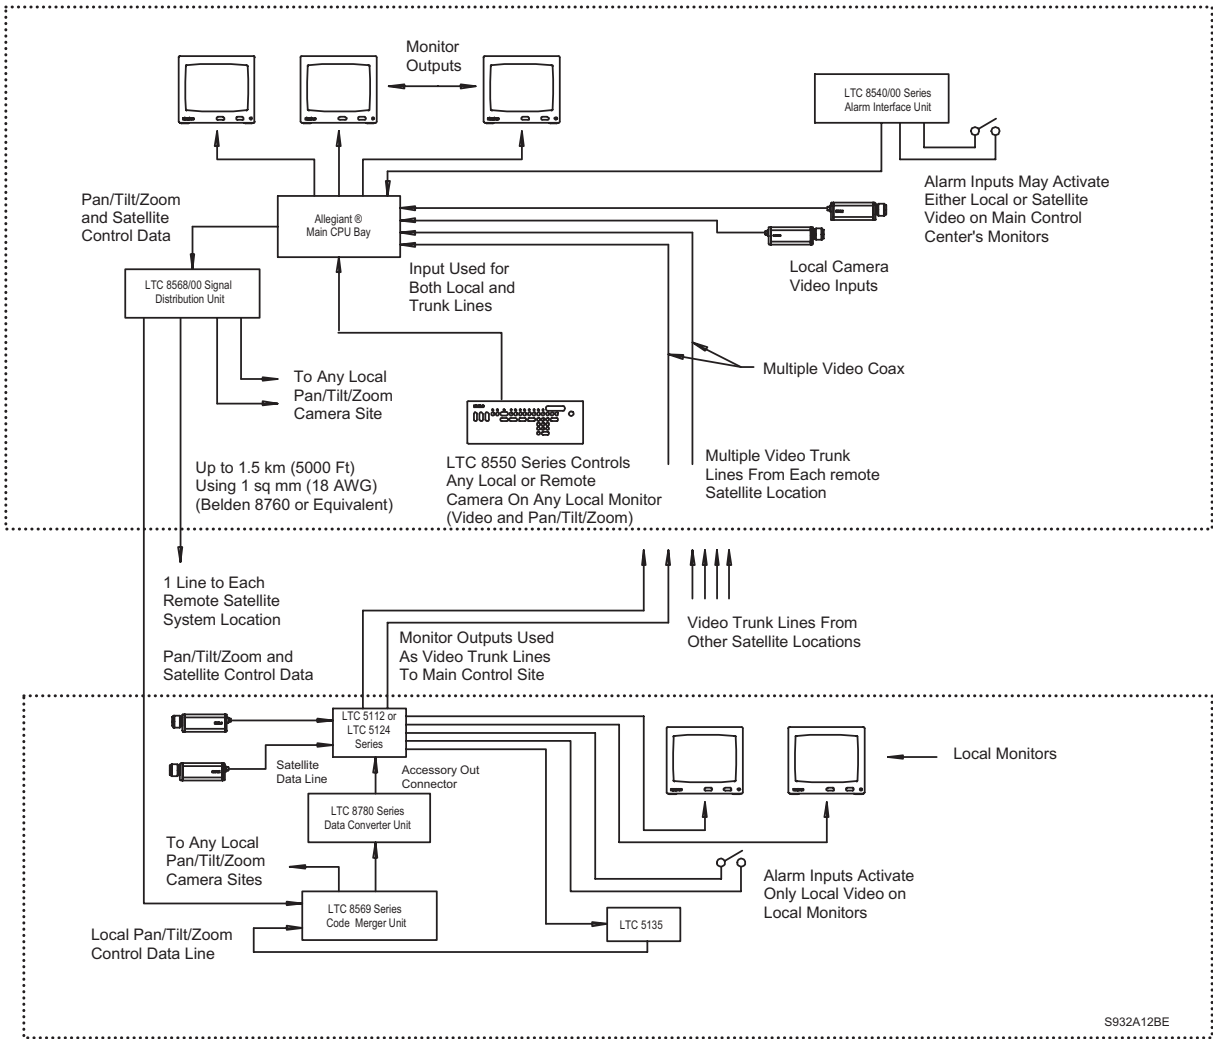 Monitor
Outputs
LTC 8540/00 Series
Alarm Interface Unit
Pan/Tilt/Zoom
and Satellite
Control Data
Allegiant ®
Main CPU Bay
Alarm Inputs May Activate
Either Local or Satellite
Video on Main Control
Center's Monitors
LTC 8568/00 Signal
Distribution Unit
Input Used for
Both Local and
Trunk Lines
Local Camera
Video Inputs
To Any Local
Pan/Tilt/Zoom
Camera Site
Multiple Video Coax
Up to 1.5 km (5000 Ft)
Using 1 sq mm (18 AWG)
(Belden 8760 or Equivalent)
LTC 8550 Series Controls
Any Local or Remote
Camera On Any Local Monitor
(Video and Pan/Tilt/Zoom)
Multiple Video Trunk
Lines From Each remote
Satellite Location
1 Line to Each
Remote Satellite
System Location
Pan/Tilt/Zoom and
Satellite Control Data
Monitor Outputs Used
As Video Trunk Lines
To Main Control Site
Video Trunk Lines From
Other Satellite Locations
LTC 5112 or
LTC 5124
Series
Satellite
Data Line
Accessory Out
Connector
Local Monitors
LTC 8780 Series
Data Converter Unit
To Any Local
Pan/Tilt/Zoom
Camera Sites
Alarm Inputs Activate
Only Local Video on
Local Monitors
LTC 8569 Series
Code Merger Unit
LTC 5135
Local Pan/Tilt/Zoom
Control Data Line
S932A12BE